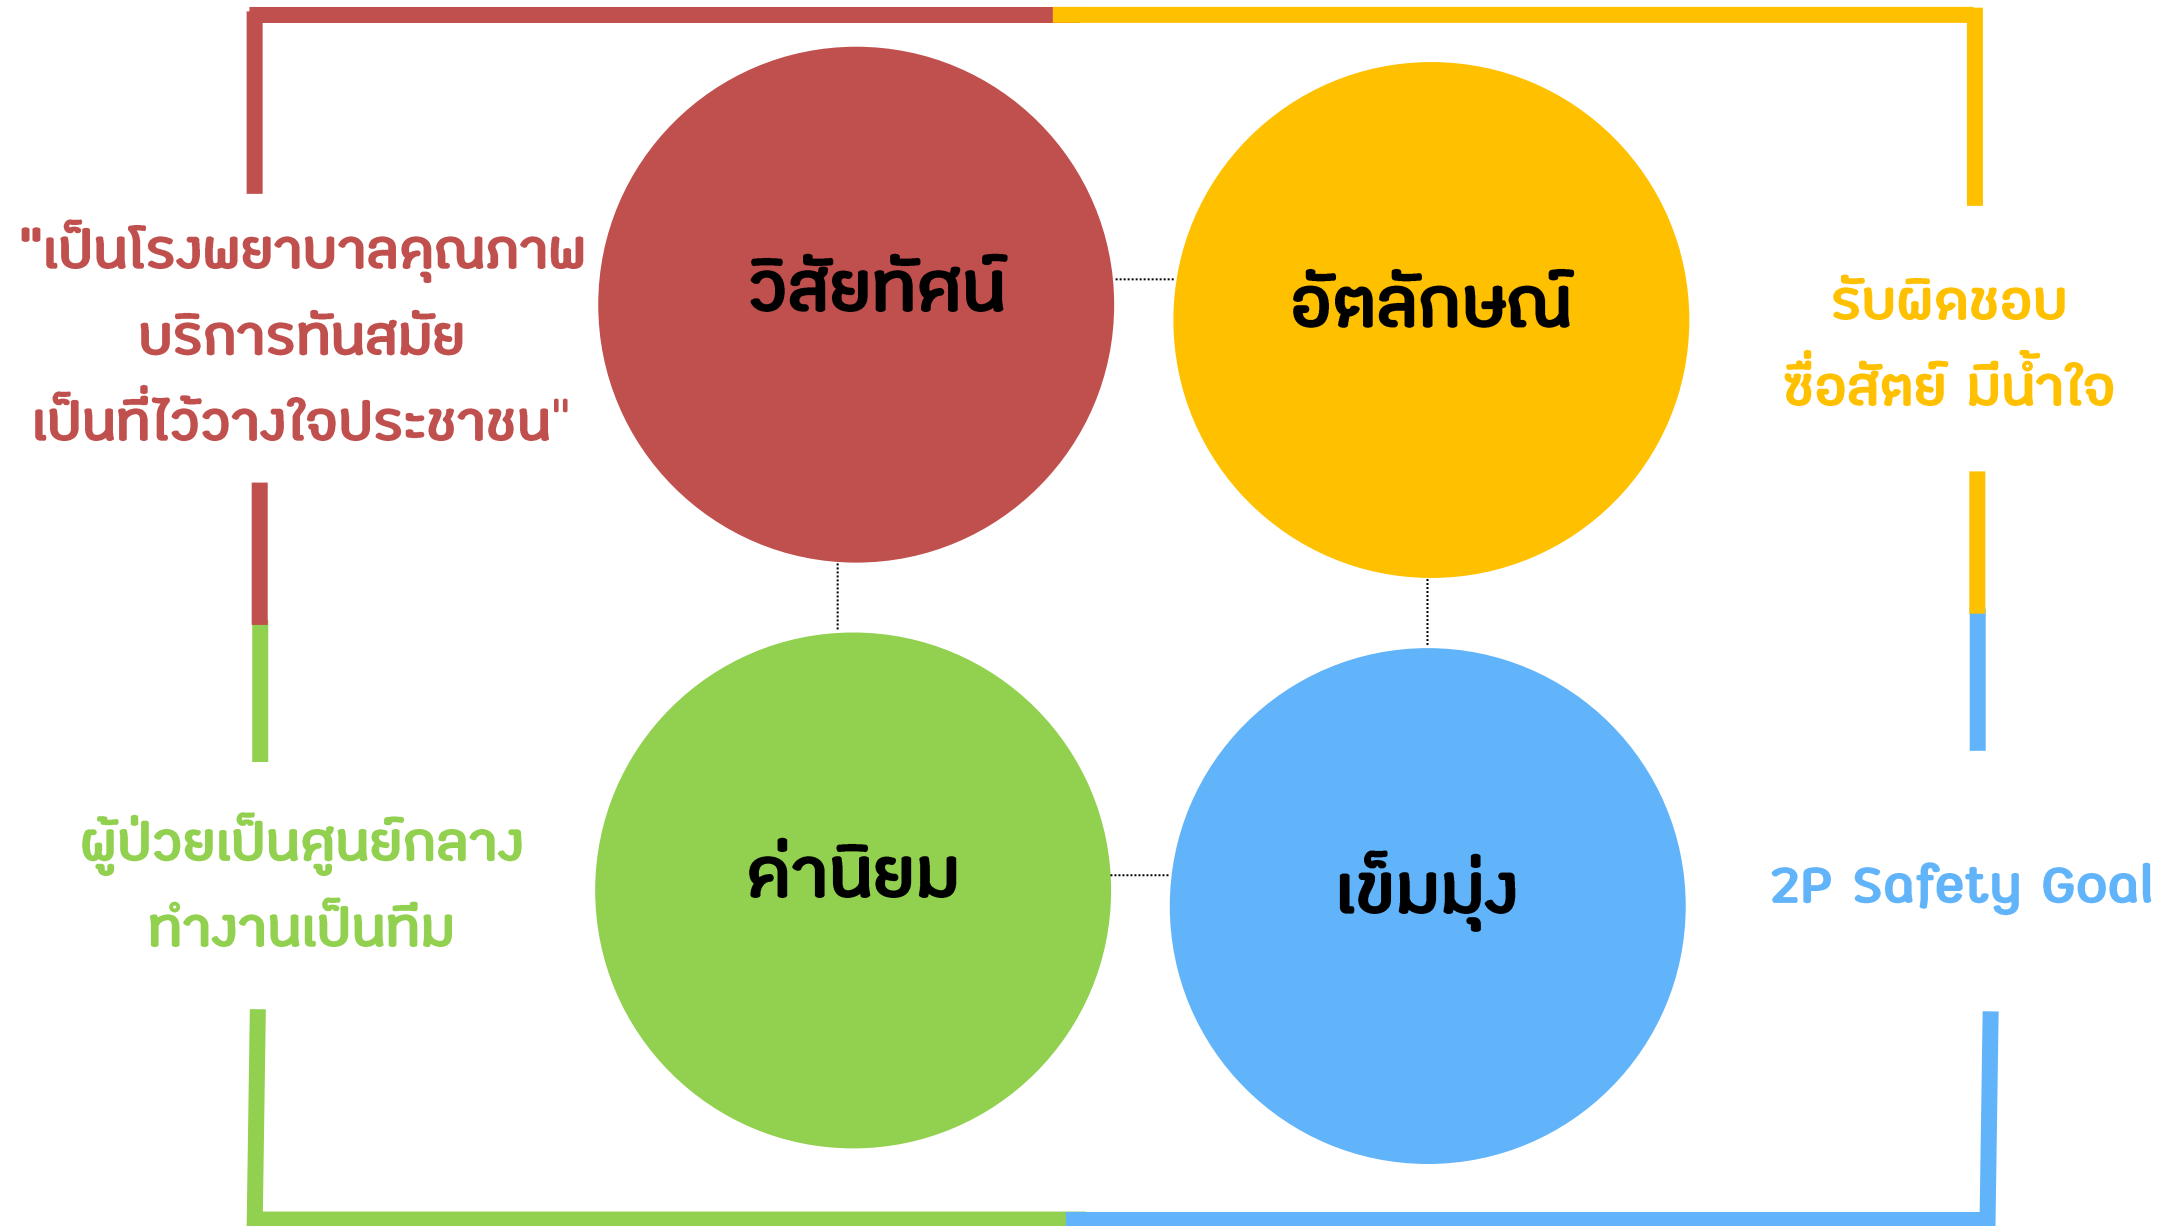 "เป็นโรงพยาบาลคุณภาพ
บริการทันสมัย
เป็นที่ไว้วางใจประชาชน"
วิสัยทัศน์
อัตลักษณ์
รับผิดชอบ
ซื่อสัตย์ มีน้ำใจ
ผู้ป่วยเป็นศูนย์กลาง
ทำงานเป็นทีม
ค่านิยม
เข็มมุ่ง
2P Safety Goal